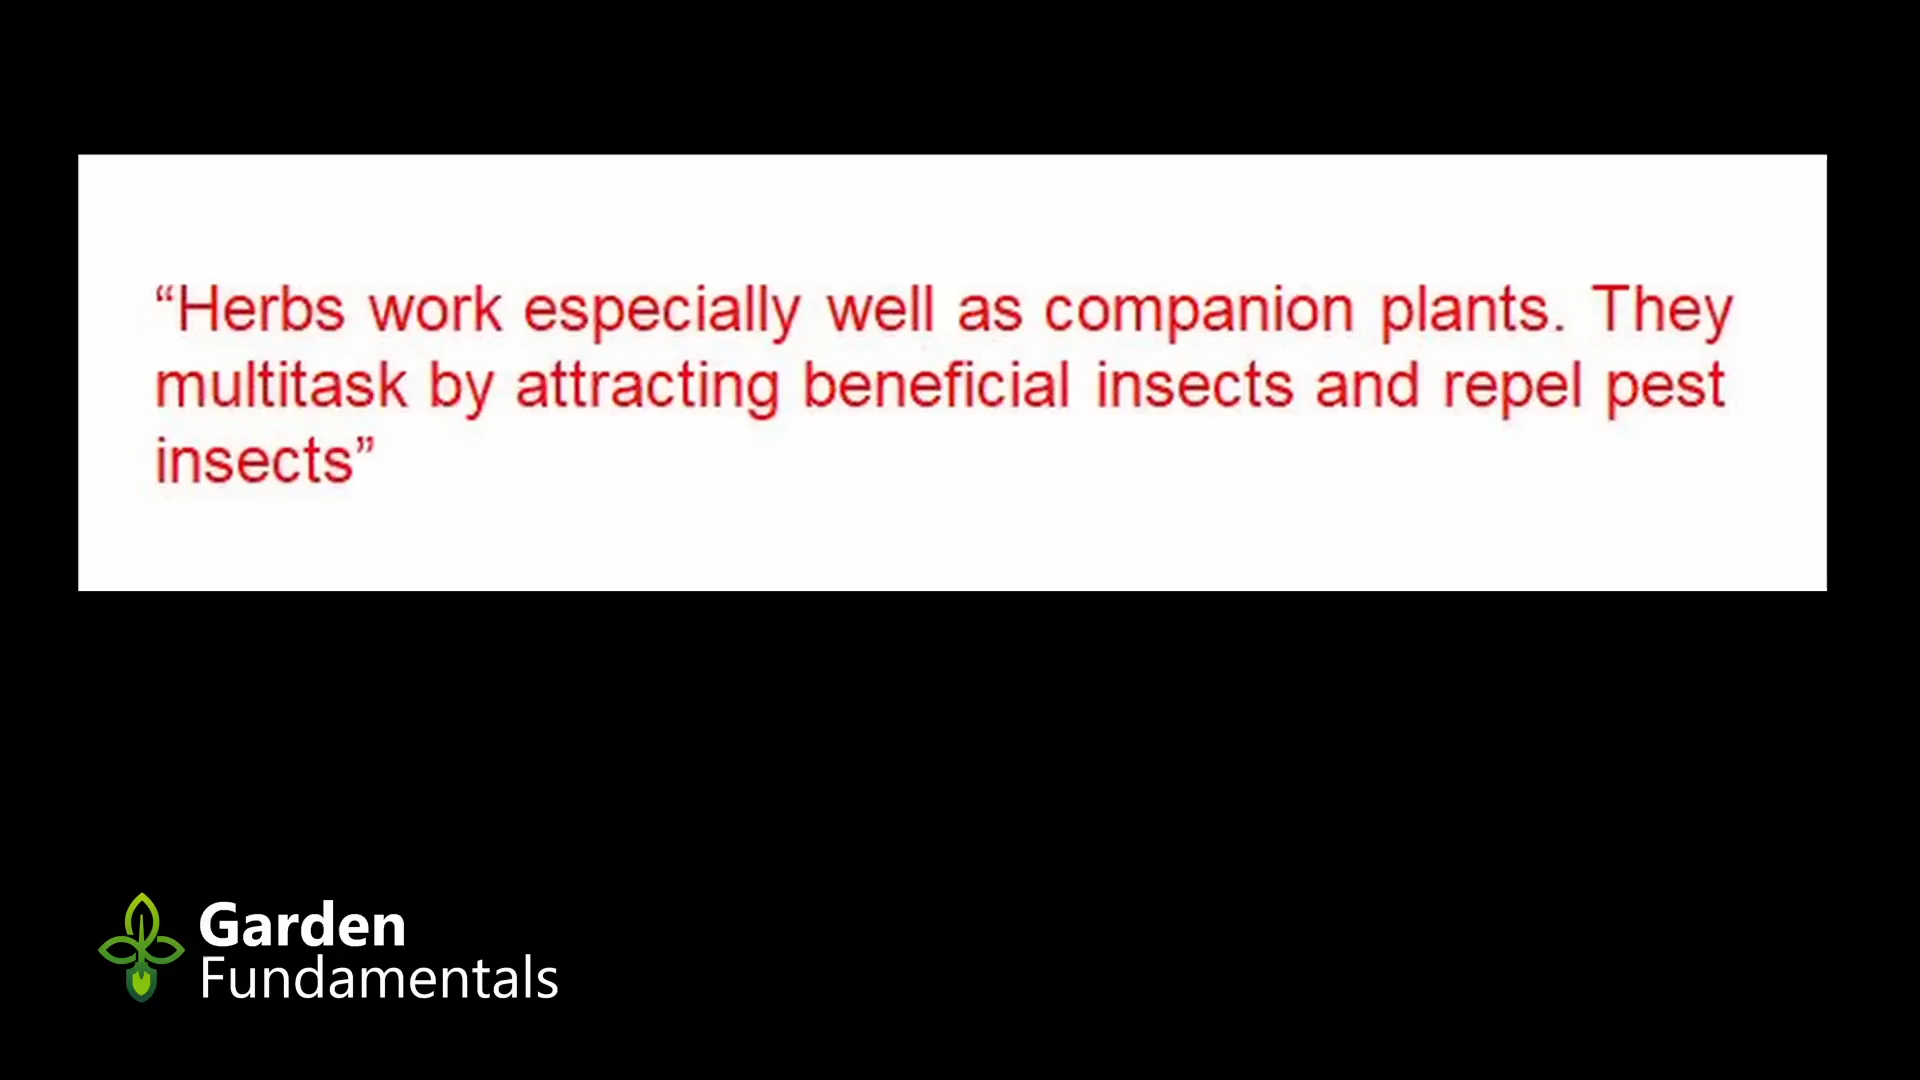 “Herbs work especially well as companion plants. They
multitask by attracting beneficial insects and repel pest
insects”
Garden
Fundamentals